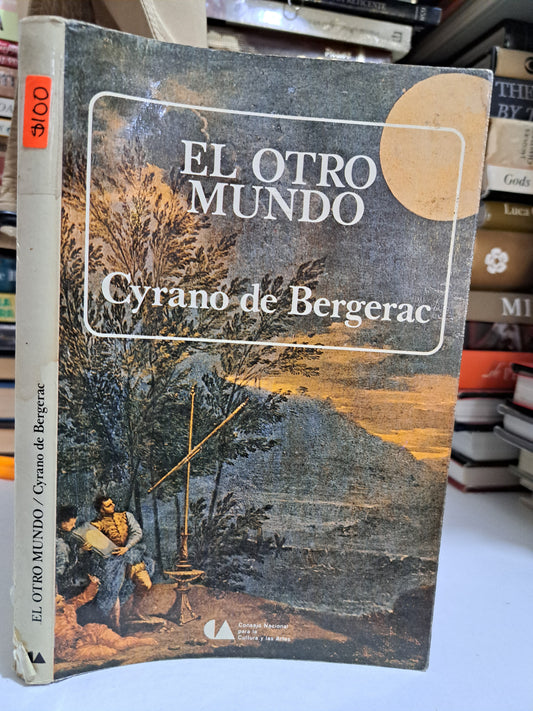 $100
EL OTRO
MUNDO
Cyrano de Bergerac
EL OTRO MUNDO / Cyrano de Bergerac
Consejo Nacional
para la
Cultura y las Artes
THE
BY T
Gods
Luca
MI